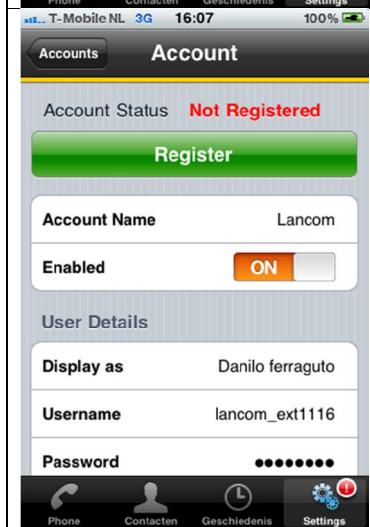 Phone Contacten Geschiedenis Settings
T-Mobile NL 3G 16:07 100%
Accounts Account
Account Status Not Registered
Register
Account Name Lancom
Enabled ON
User Details
Display as Danilo ferraguto
Username lancom_ext1116
Password ●●●●●●●●
Phone Contacten Geschiedenis Settings